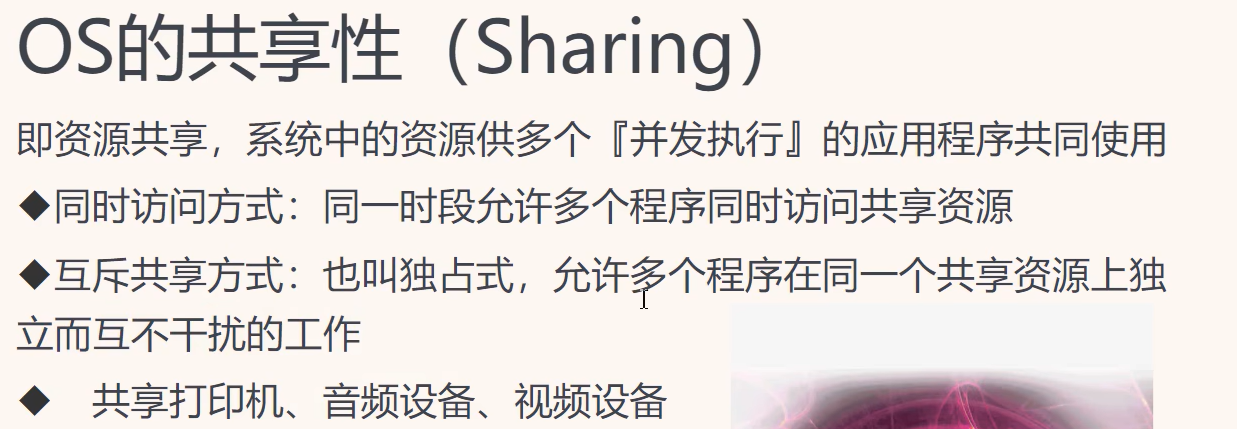 OS的共享性（Sharing）
即资源共享，系统中的资源供多个『并发执行』的应用程序共同使用
◆同时访问方式：同一时段允许多个程序同时访问共享资源
◆互斥共享方式：也叫独占式，允许多个程序在同一个共享资源上独
立而互不干扰的工作
◆ 共享打印机、音频设备、视频设备